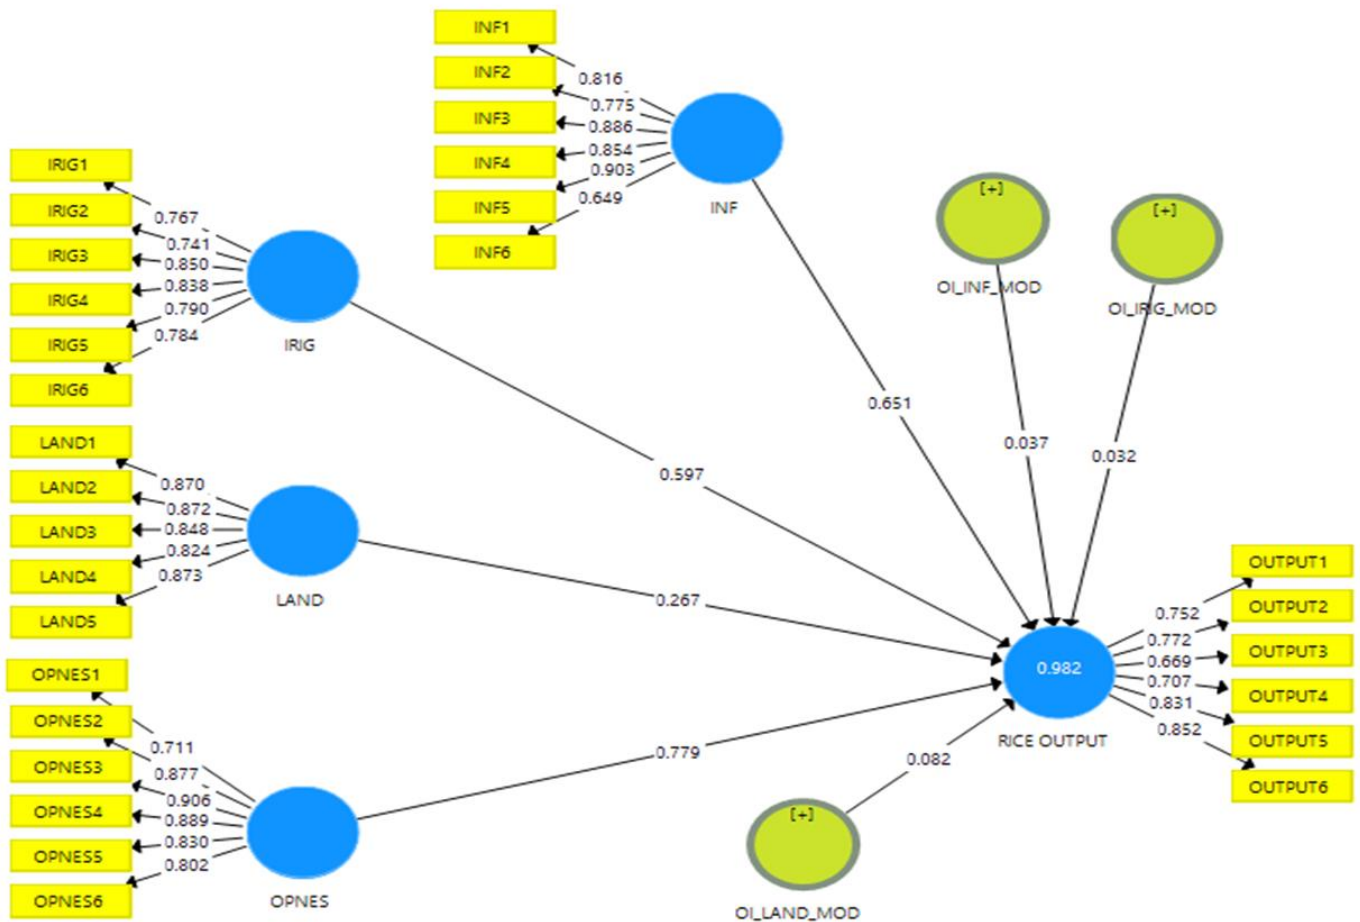 INF1
INF2
INF3
INF4
INF5
INF6
0.816
0.775
0.886
0.854
0.903
0.649
INF
IRIG1
IRIG2
IRIG3
IRIG4
IRIG5
IRIG6
0.767
0.741
0.850
0.838
0.790
0.784
IRIG
LAND1
LAND2
LAND3
LAND4
LAND5
0.870
0.872
0.848
0.824
0.873
LAND
OPNES1
OPNES2
OPNES3
OPNES4
OPNES5
OPNES6
0.711
0.877
0.906
0.889
0.830
0.802
OPNES
[+]
OI_INF_MOD
[+]
OI_IRIG_MOD
[+]
OI_LAND_MOD
0.651
0.037
0.032
0.597
0.267
0.779
0.082
0.982
RICE OUTPUT
0.752
0.772
0.669
0.707
0.831
0.852
OUTPUT1
OUTPUT2
OUTPUT3
OUTPUT4
OUTPUT5
OUTPUT6